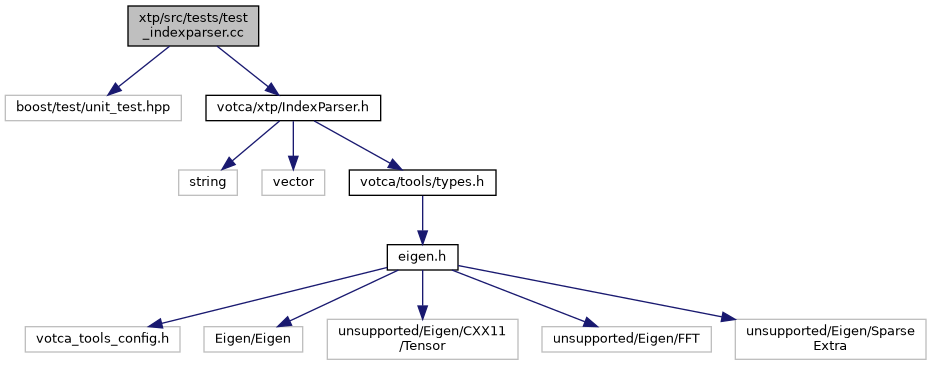 xtp/src/tests/test
_indexparser.cc
boost/test/unit_test.hpp
votca/xtp/IndexParser.h
string
vector
votca/tools/types.h
eigen.h
votca_tools_config.h
Eigen/Eigen
unsupported/Eigen/CXX11
/Tensor
unsupported/Eigen/FFT
unsupported/Eigen/Sparse
Extra